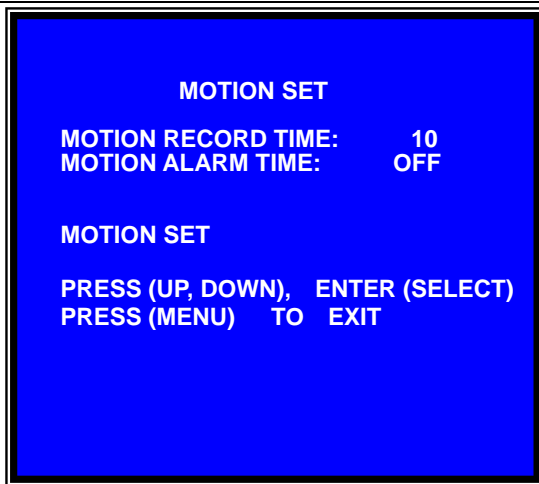 MOTION SET
MOTION RECORD TIME: 10
MOTION ALARM TIME: OFF
MOTION SET
PRESS (UP, DOWN), ENTER (SELECT)
PRESS (MENU) TO EXIT